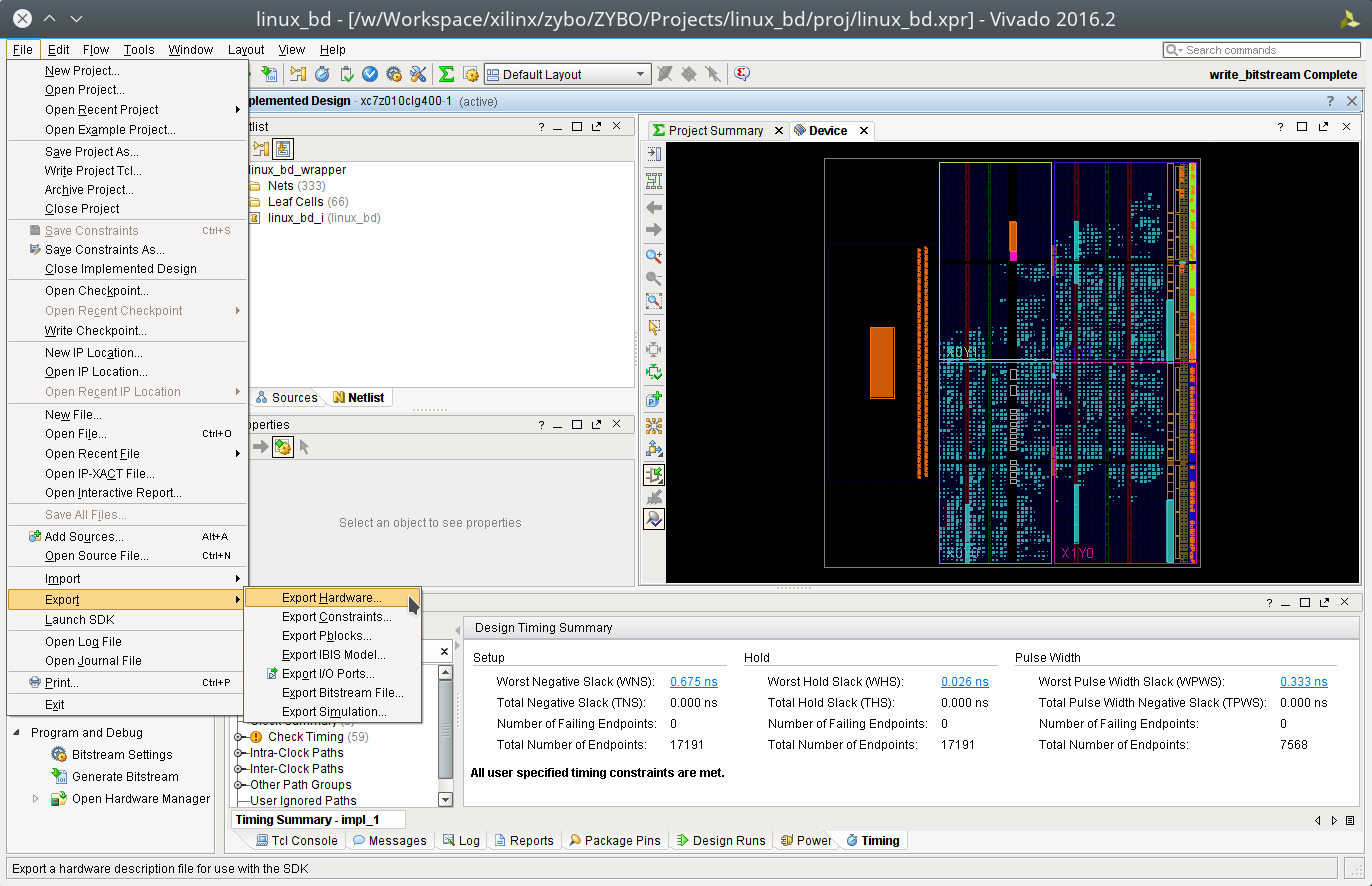 linux_bd - [/w/Workspace/xilinx/zybo/ZYBO/Projects/linux_bd/proj/linux_bd.xpr] - Vivado 2016.2
File Edit Flow Tools Window Layout View Help
Search commands
Default Layout
write_bitstream Complete
New Project...
Open Project...
Open Recent Project
Open Example Project...
Save Project As...
Write Project Tcl...
Archive Project...
Close Project
Save Constraints Ctrl+S
Save Constraints As...
Close Implemented Design
Open Checkpoint...
Open Recent Checkpoint
Write Checkpoint...
New IP Location...
Open IP Location...
Open Recent IP Location
New File...
Open File... Ctrl+O
Open Recent File
Open IP-XACT File...
Open Interactive Report...
Save All Files...
Add Sources... Alt+A
Open Source File... Ctrl+N
Import
Export
Launch SDK
Open Log File
Open Journal File
Print... Ctrl+P
Exit
Export Hardware...
Export Constraints...
Export Pblocks...
Export IBIS Model...
Export I/O Ports...
Export Bitstream File...
Export Simulation...
Program and Debug
Bitstream Settings
Generate Bitstream
Open Hardware Manager
plemented Design - xc7z010clg400-1 (active)
tlist
linux_bd_wrapper
Nets (333)
Leaf Cells (66)
linux_bd_i (linux_bd)
Sources Netlist
operties
Select an object to see properties
Project Summary Device
X0Y1
X1Y0
Check Timing (59)
Intra-Clock Paths
Inter-Clock Paths
Other Path Groups
User Ignored Paths
Timing Summary - impl_1
Design Timing Summary
Setup Hold Pulse Width
Worst Negative Slack (WNS): 0.675 ns Worst Hold Slack (WHS): 0.026 ns Worst Pulse Width Slack (WPWS): 0.333 ns
Total Negative Slack (TNS): 0.000 ns Total Hold Slack (THS): 0.000 ns Total Pulse Width Negative Slack (TPWS): 0.000 ns
Number of Failing Endpoints: 0 Number of Failing Endpoints: 0 Number of Failing Endpoints: 0
Total Number of Endpoints: 17191 Total Number of Endpoints: 17191 Total Number of Endpoints: 7568
All user specified timing constraints are met.
Tcl Console Messages Log Reports Package Pins Design Runs Power Timing
Export a hardware description file for use with the SDK